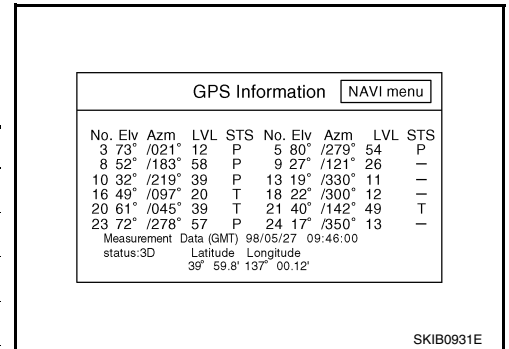 GPS Information NAVI menu
No. Elv Azm LVL STS No. Elv Azm LVL STS
3 73° /021° 12 P 5 80° /279° 54 P
8 52° /183° 58 P 9 27° /121° 26 –
10 32° /219° 39 P 13 19° /330° 11 –
16 49° /097° 20 T 18 22° /300° 12 –
20 61° /045° 39 T 21 40° /142° 49 T
23 72° /278° 57 P 24 17° /350° 13 –
Measurement Data (GMT) 98/05/27 09:46:00
status:3D Latitude Longitude
39° 59.8' 137° 00.12'
SKIB0931E